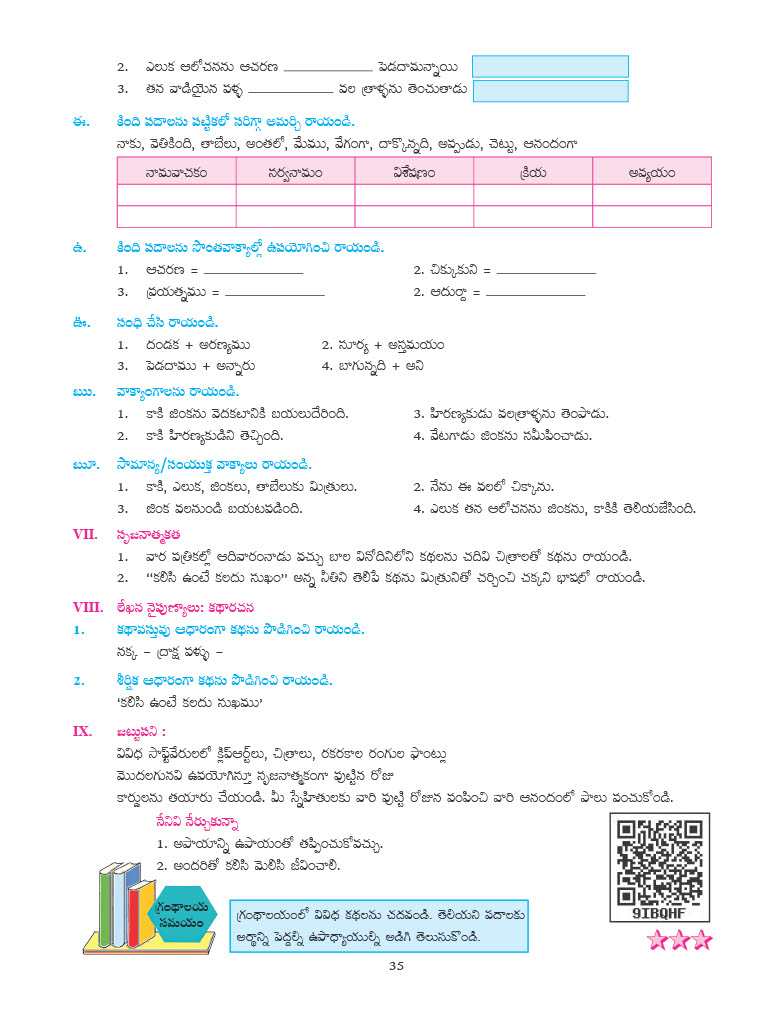 2. ఎలుక ఆలోచనను ఆచరణ ____________ పెడదామన్నాయి
3. తన వాడియైన పళ్ళ ____________ వల త్రాళ్ళను తెంచుతాడు
ఈ. కింది పదాలను పట్టికలో సరిగ్గా అమర్చి రాయండి.
నాకు, వెతికింది, తాబేలు, అంతలో, మేము, వేగంగా, దాక్కొన్నది, అప్పుడు, చెట్టు, ఆనందంగా
నామవాచకం సర్వనామం విశేషణం క్రియ అవ్యయం
ఉ. కింది పదాలను సొంతవాక్యాల్లో ఉపయోగించి రాయండి.
1. ఆచరణ = ____________ 2. చిక్కుకుని = ____________
3. ప్రయత్నము = ____________ 2. ఆదుర్దా = ____________
ఊ. సంధి చేసి రాయండి.
1. దండక + అరణ్యము 2. సూర్య + అస్తమయం
3. పెడదాము + అన్నారు 4. బాగున్నది + అని
ఋ. వాక్యాంగాలను రాయండి.
1. కాకి జింకను వెదకటానికి బయలుదేరింది. 3. హిరణ్యకుడు వలత్రాళ్ళను తెంపాడు.
2. కాకి హిరణ్యకుడిని తెచ్చింది. 4. వేటగాడు జింకను సమీపించాడు.
ౠ. సామాన్య/సంయుక్త వాక్యాలు రాయండి.
1. కాకి, ఎలుక, జింకలు, తాబేలుకు మిత్రులు. 2. నేను ఈ వలలో చిక్కాను.
3. జింక వలనుండి బయటపడింది. 4. ఎలుక తన ఆలోచనను జింకను, కాకికి తెలియజేసింది.
VII. సృజనాత్మకత
1. వార పత్రికల్లో ఆదివారంనాడు వచ్చు బాల వినోదినిలోని కథలను చదివి చిత్రాలతో కథను రాయండి.
2. “కలిసి ఉంటే కలదు సుఖం” అన్న నీతిని తెలిపే కథను మిత్రునితో చర్చించి చక్కని భాషలో రాయండి.
VIII. లేఖన నైపుణ్యాలు: కథారచన
1. కథావస్తువు ఆధారంగా కథను పొడిగించి రాయండి.
నక్క – ద్రాక్ష పళ్ళు –
2. శీర్షిక ఆధారంగా కథను పొడిగించి రాయండి.
‘కలిసి ఉంటే కలదు సుఖము’
IX. జట్టుపని :
వివిధ సాఫ్ట్‌వేరులలో క్లిప్ఆర్ట్‌లు, చిత్రాలు, రకరకాల రంగుల ఫాంట్లు
మొదలగునవి ఉపయోగిస్తూ సృజనాత్మకంగా పుట్టిన రోజు
కార్డులను తయారు చేయండి. మీ స్నేహితులకు వారి పుట్టి రోజున పంపించి వారి ఆనందంలో పాలు పంచుకోండి.
నేనివి నేర్చుకున్నా
1. అపాయాన్ని ఉపాయంతో తప్పించుకోవచ్చు.
2. అందరితో కలిసి మెలిసి జీవించాలి.
గ్రంథాలయ
సమయం
గ్రంథాలయంలో వివిధ కథలను చదవండి. తెలియని పదాలకు
అర్థాన్ని పెద్దల్ని ఉపాధ్యాయుల్ని అడిగి తెలుసుకొండి.
9IBQHF
35